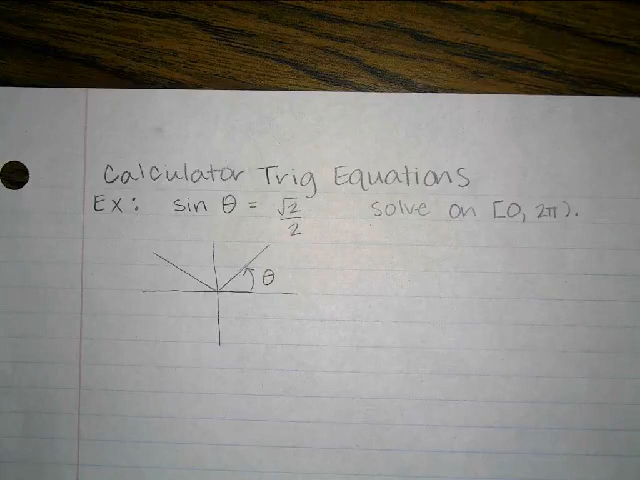 Calculator Trig Equations
Ex: sin θ = √2/2 solve on [0, 2π).
θ